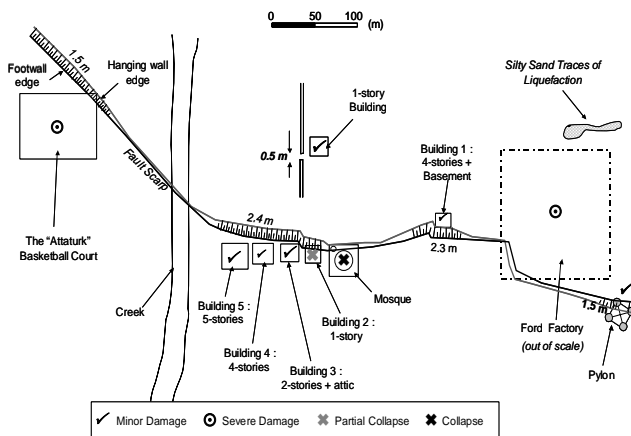 0 50 100 (m)
1.5 m
Footwall
edge
Hanging wall
edge
Silty Sand Traces of
Liquefaction
1-story
Building
0.5 m
Building 1 :
4-stories +
Basement
Fault Scarp
2.4 m
2.3 m
The "Attaturk"
Basketball Court
Creek
Building 5 :
5-stories
Building 4 :
4-stories
Building 3 :
2-stories + attic
Building 2 :
1-story
Mosque
1.5 m
Ford Factory
(out of scale)
Pylon
Minor Damage Severe Damage Partial Collapse Collapse